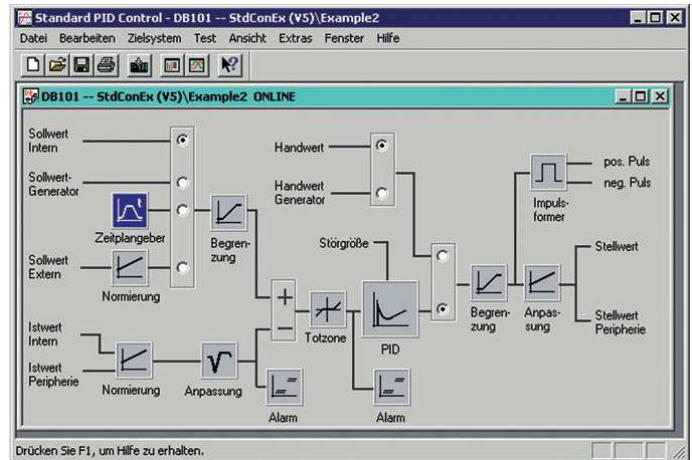 Standard PID Control - DB101 -- StdConEx (V5)\Example2
Datei Bearbeiten Zielsystem Test Ansicht Extras Fenster Hilfe
DB101 -- StdConEx (V5)\Example2 ONLINE
Sollwert
Intern
Sollwert-
Generator
Zeitplangeber
Sollwert
Extern
Normierung
Begren-
zung
Istwert
Intern
Istwert
Peripherie
Normierung
Anpassung
Alarm
Totzone
Störgröße
PID
Alarm
Handwert
Handwert
Generator
Begren-
zung
Impuls-
former
pos. Puls
neg. Puls
Anpas-
sung
Stellwert
Stellwert
Peripherie
Drücken Sie F1, um Hilfe zu erhalten.